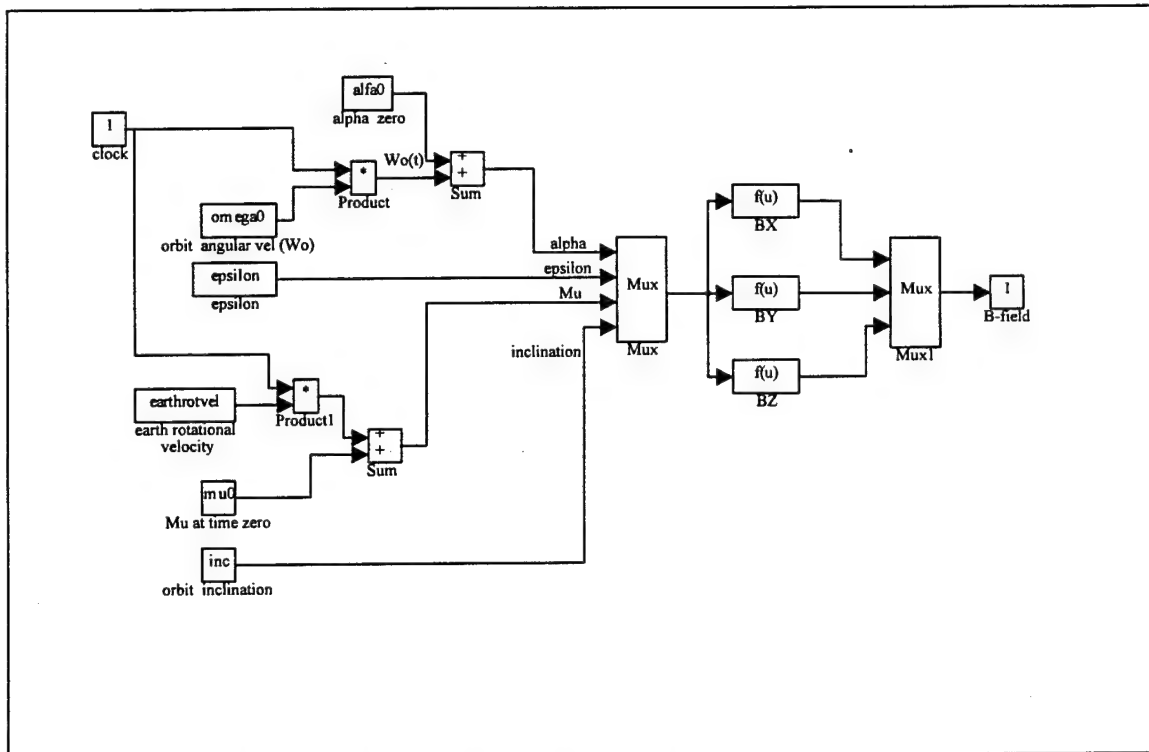 alfa0
alpha zero
1
clock
*
Product
Wo(t)
+
+
Sum
omega0
orbit angular vel (Wo)
epsilon
epsilon
alpha
epsilon
Mu
inclination
Mux
Mux
f(u)
BX
f(u)
BY
f(u)
BZ
Mux
Mux1
1
B-field
earthrotvel
earth rotational
velocity
*
Product1
+
+
Sum
mu0
Mu at time zero
inc
orbit inclination